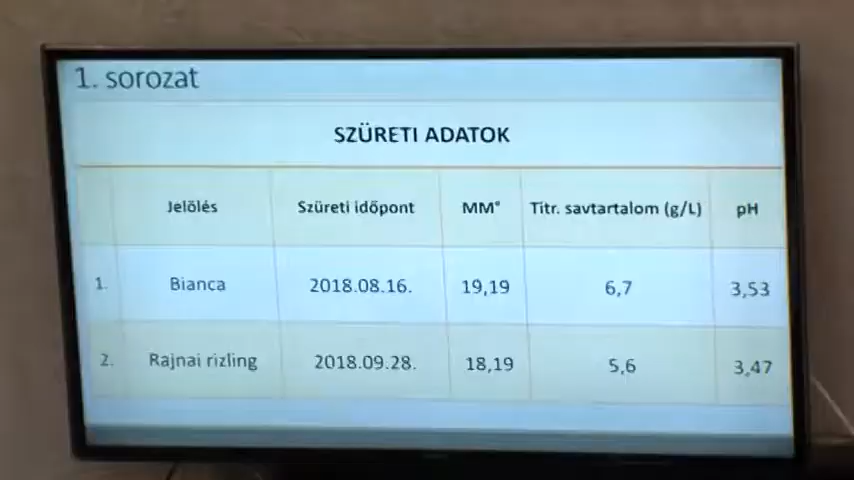 1. sorozat
SZÜRETI ADATOK
Jelölés Szüreti időpont MM° Titr. savtartalom (g/L) pH
1. Bianca 2018.08.16. 19,19 6,7 3,53
2. Rajnai rizling 2018.09.28. 18,19 5,6 3,47